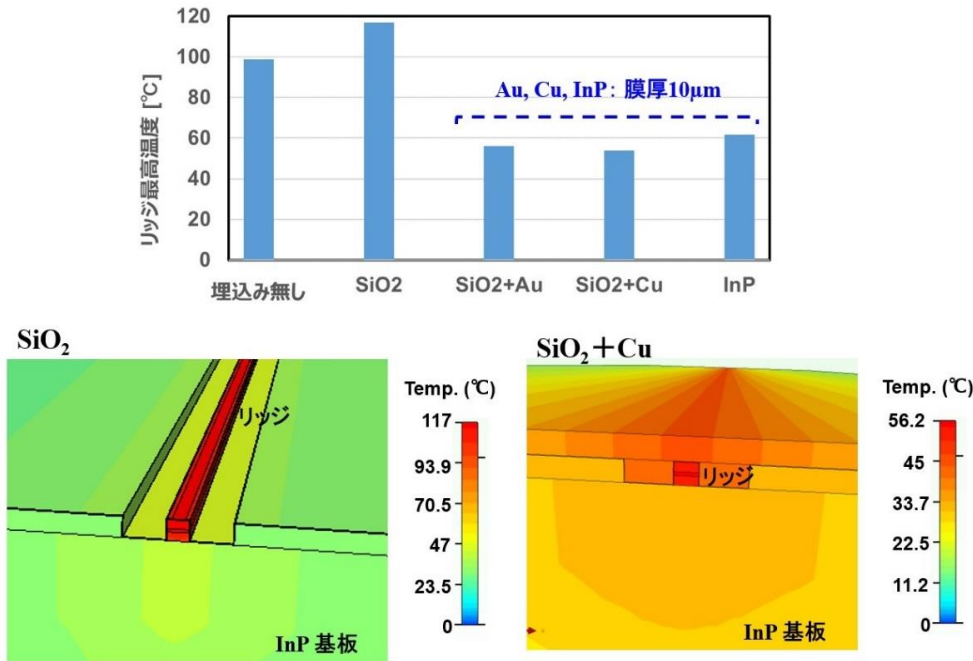 リッジ最高温度 [℃]
120
100
80
60
40
20
0
Au, Cu, InP: 膜厚10μm
埋込み無し
SiO2
SiO2+Au
SiO2+Cu
InP
SiO₂
リッジ
InP 基板
Temp. (℃)
117
93.9
70.5
47
23.5
0
SiO₂＋Cu
リッジ
InP 基板
Temp. (℃)
56.2
45
33.7
22.5
11.2
0